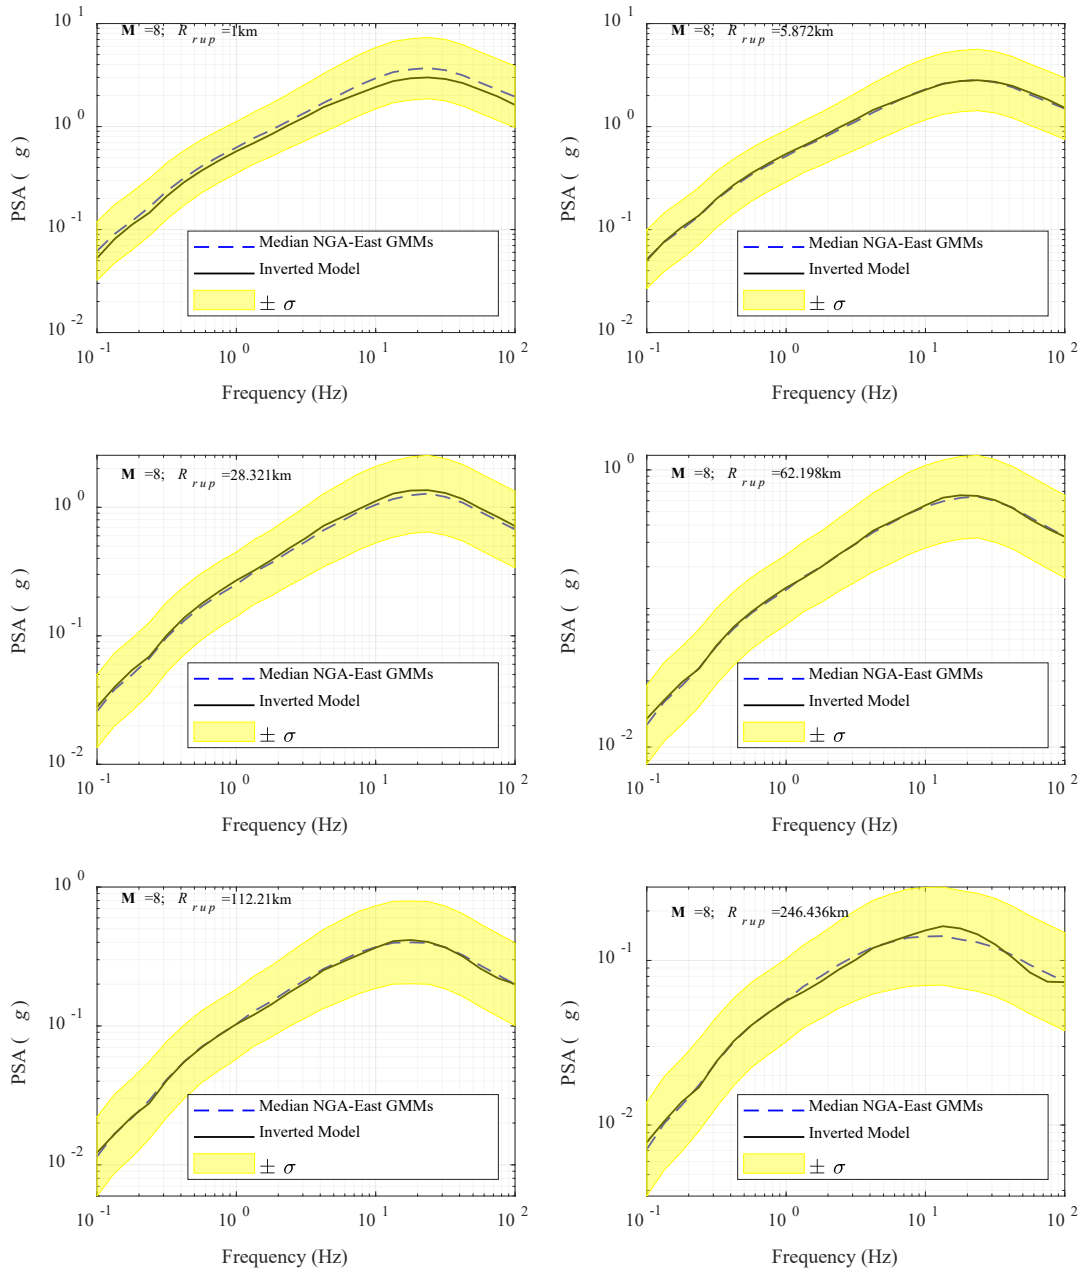 M =8; R rup =1km
10^1
10^0
10^-1
10^-2
PSA ( g)
Median NGA-East GMMs
Inverted Model
± σ
10^-1 10^0 10^1 10^2
Frequency (Hz)
M =8; R rup =5.872km
10^1
10^0
10^-1
10^-2
PSA ( g)
Median NGA-East GMMs
Inverted Model
± σ
10^-1 10^0 10^1 10^2
Frequency (Hz)
M =8; R rup =28.321km
10^0
10^-1
10^-2
PSA ( g)
Median NGA-East GMMs
Inverted Model
± σ
10^-1 10^0 10^1 10^2
Frequency (Hz)
M =8; R rup =62.198km
10^0
10^-1
10^-2
PSA ( g)
Median NGA-East GMMs
Inverted Model
± σ
10^-1 10^0 10^1 10^2
Frequency (Hz)
M =8; R rup =112.21km
10^0
10^-1
10^-2
PSA ( g)
Median NGA-East GMMs
Inverted Model
± σ
10^-1 10^0 10^1 10^2
Frequency (Hz)
M =8; R rup =246.436km
10^-1
10^-2
PSA ( g)
Median NGA-East GMMs
Inverted Model
± σ
10^-1 10^0 10^1 10^2
Frequency (Hz)